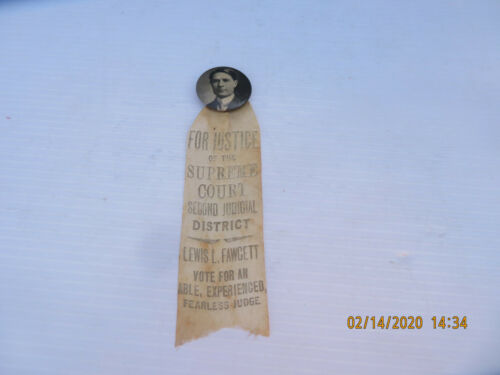 FOR JUSTICE
OF THE
SUPREME
COURT
SECOND JUDICIAL
DISTRICT
LEWIS L. FAWCETT
VOTE FOR AN
ABLE, EXPERIENCED,
FEARLESS JUDGE
02/14/2020 14:34